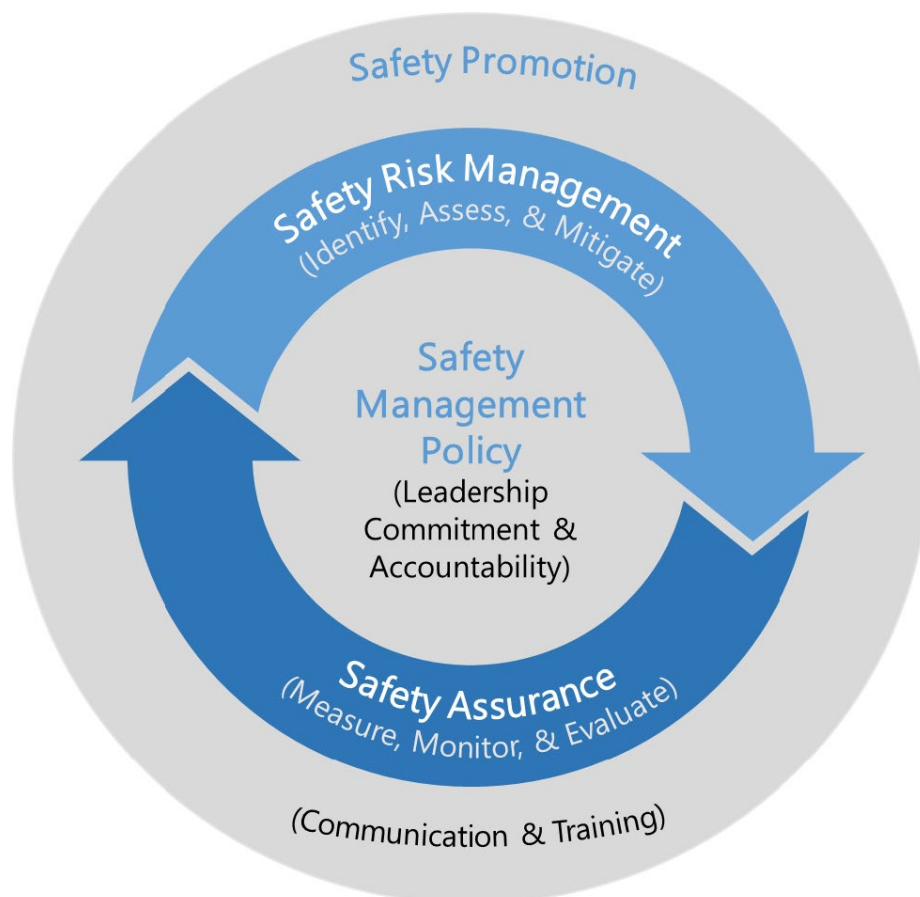 Safety Promotion
Safety Risk Management
(Identify, Assess, & Mitigate)
Safety
Management
Policy
(Leadership
Commitment &
Accountability)
Safety Assurance
(Measure, Monitor, & Evaluate)
(Communication & Training)